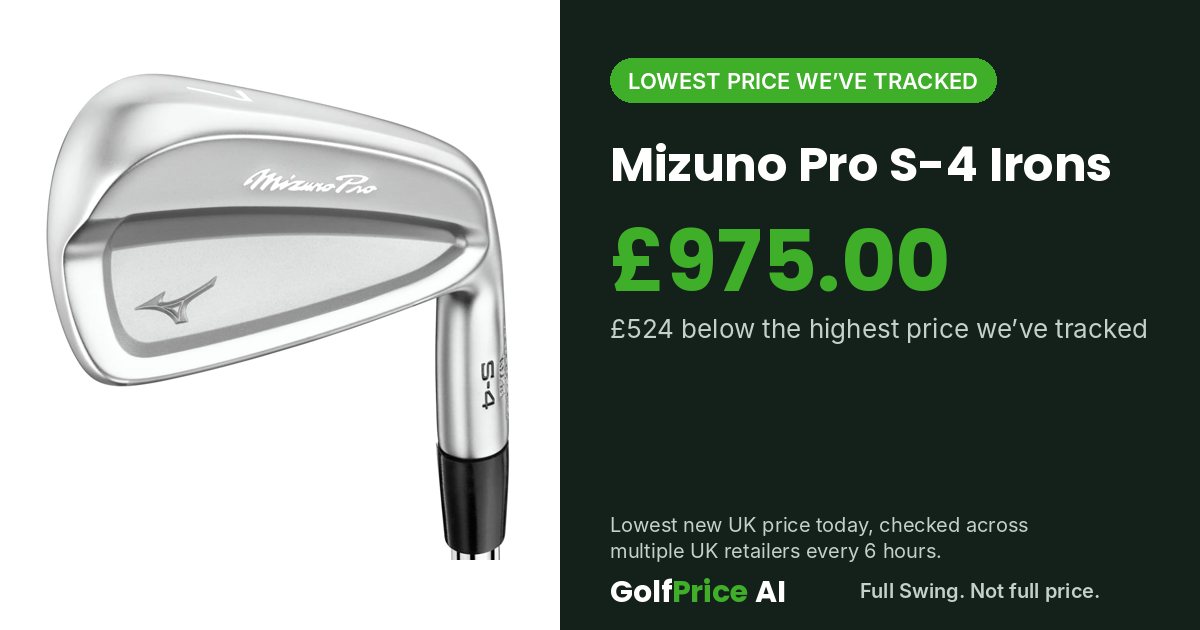 7
Mizuno Pro
S-4
LOWEST PRICE WE’VE TRACKED
Mizuno Pro S-4 Irons
£975.00
£524 below the highest price we’ve tracked
Lowest new UK price today, checked across
multiple UK retailers every 6 hours.
GolfPrice AI
Full Swing. Not full price.